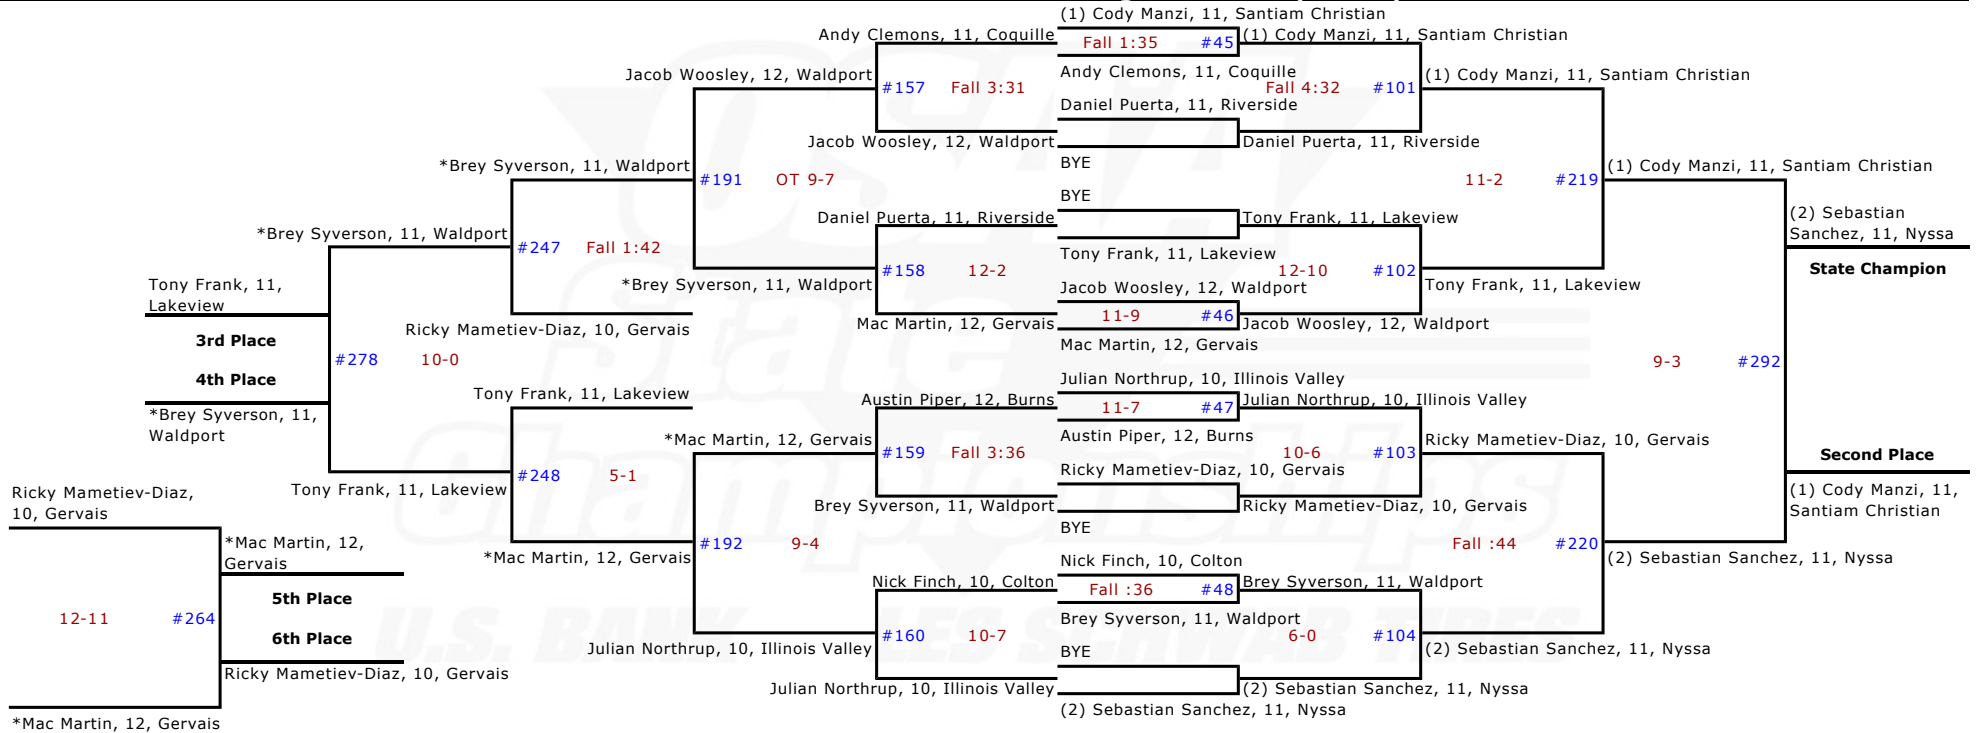 (1) Cody Manzi, 11, Santiam Christian
Andy Clemons, 11, Coquille
Fall 1:35 #45
(1) Cody Manzi, 11, Santiam Christian
Jacob Woosley, 12, Waldport
Andy Clemons, 11, Coquille
(1) Cody Manzi, 11, Santiam Christian
#157 Fall 3:31
Fall 4:32 #101
Daniel Puerta, 11, Riverside
Jacob Woosley, 12, Waldport
Daniel Puerta, 11, Riverside
BYE
*Brey Syverson, 11, Waldport
(1) Cody Manzi, 11, Santiam Christian
#191 OT 9-7
11-2 #219
BYE
Daniel Puerta, 11, Riverside
Tony Frank, 11, Lakeview
(2) Sebastian
Sanchez, 11, Nyssa
*Brey Syverson, 11, Waldport
#247 Fall 1:42
Tony Frank, 11, Lakeview
State Champion
#158 12-2
12-10 #102
*Brey Syverson, 11, Waldport
Jacob Woosley, 12, Waldport
Tony Frank, 11, Lakeview
Tony Frank, 11,
Lakeview
11-9 #46
Mac Martin, 12, Gervais
Jacob Woosley, 12, Waldport
Ricky Mametiev-Diaz, 10, Gervais
3rd Place
Mac Martin, 12, Gervais
#278 10-0
9-3 #292
4th Place
Julian Northrup, 10, Illinois Valley
Tony Frank, 11, Lakeview
Austin Piper, 12, Burns
11-7 #47
Julian Northrup, 10, Illinois Valley
*Brey Syverson, 11,
Waldport
Austin Piper, 12, Burns
*Mac Martin, 12, Gervais
Ricky Mametiev-Diaz, 10, Gervais
#159 Fall 3:36
10-6 #103
Second Place
Ricky Mametiev-Diaz, 10, Gervais
#248 5-1
Tony Frank, 11, Lakeview
(1) Cody Manzi, 11,
Santiam Christian
Ricky Mametiev-Diaz,
10, Gervais
Brey Syverson, 11, Waldport
Ricky Mametiev-Diaz, 10, Gervais
BYE
*Mac Martin, 12,
Gervais
#192 9-4
Fall :44 #220
*Mac Martin, 12, Gervais
(2) Sebastian Sanchez, 11, Nyssa
Nick Finch, 10, Colton
Nick Finch, 10, Colton
Fall :36 #48
Brey Syverson, 11, Waldport
5th Place
12-11 #264
Brey Syverson, 11, Waldport
6th Place
#160 10-7
6-0 #104
Julian Northrup, 10, Illinois Valley
BYE
(2) Sebastian Sanchez, 11, Nyssa
Ricky Mametiev-Diaz, 10, Gervais
Julian Northrup, 10, Illinois Valley
(2) Sebastian Sanchez, 11, Nyssa
(2) Sebastian Sanchez, 11, Nyssa
*Mac Martin, 12, Gervais
OSAA
State
Championships
U.S. BANK LES SCHWAB TIRES